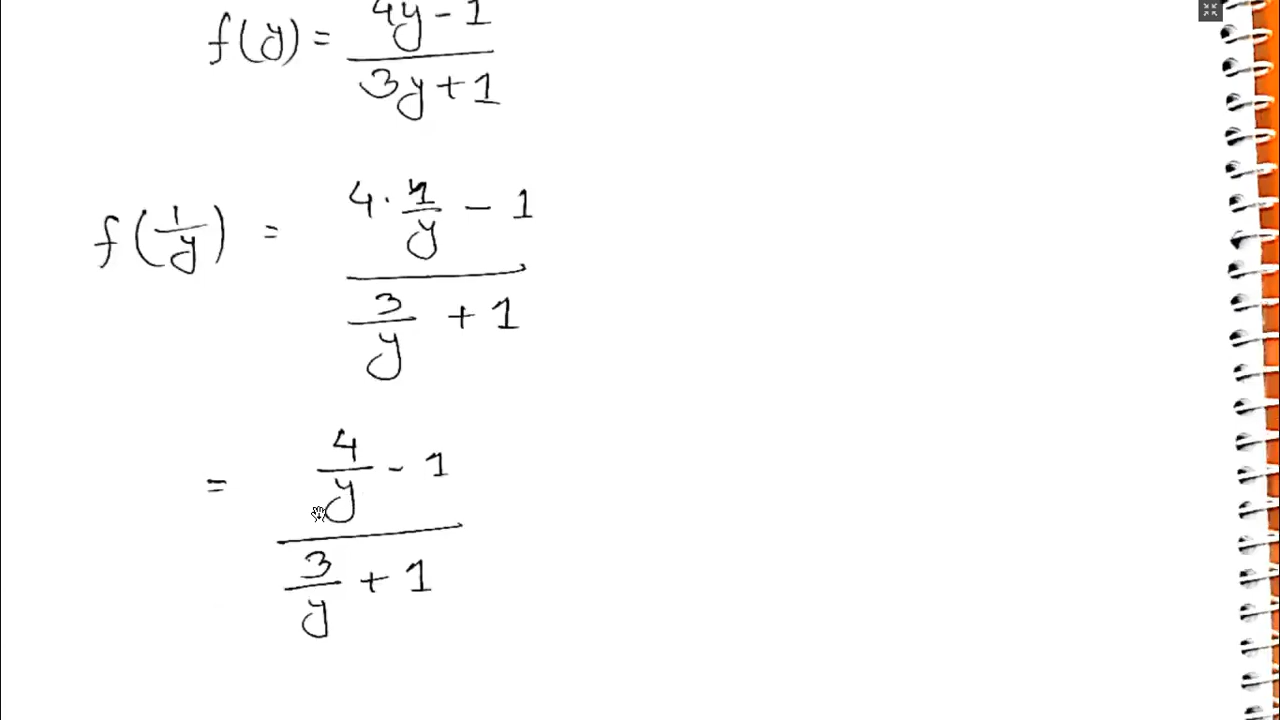 f(y) = (4y - 1)/(3y + 1)
f(1/y) = (4 · 1/y - 1)/(3/y + 1)
= (4/y - 1)/(3/y + 1)